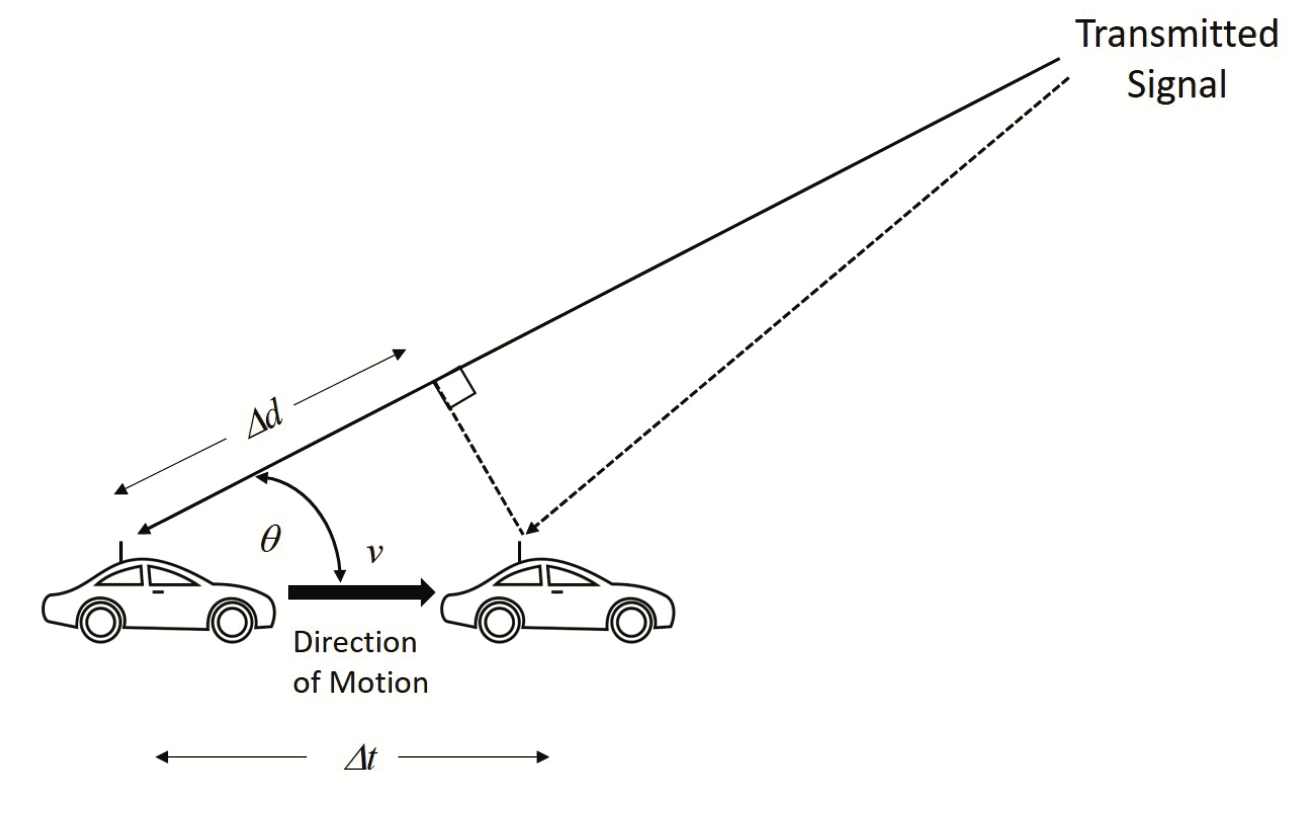 Transmitted
Signal
Δd
θ
v
Direction
of Motion
Δt